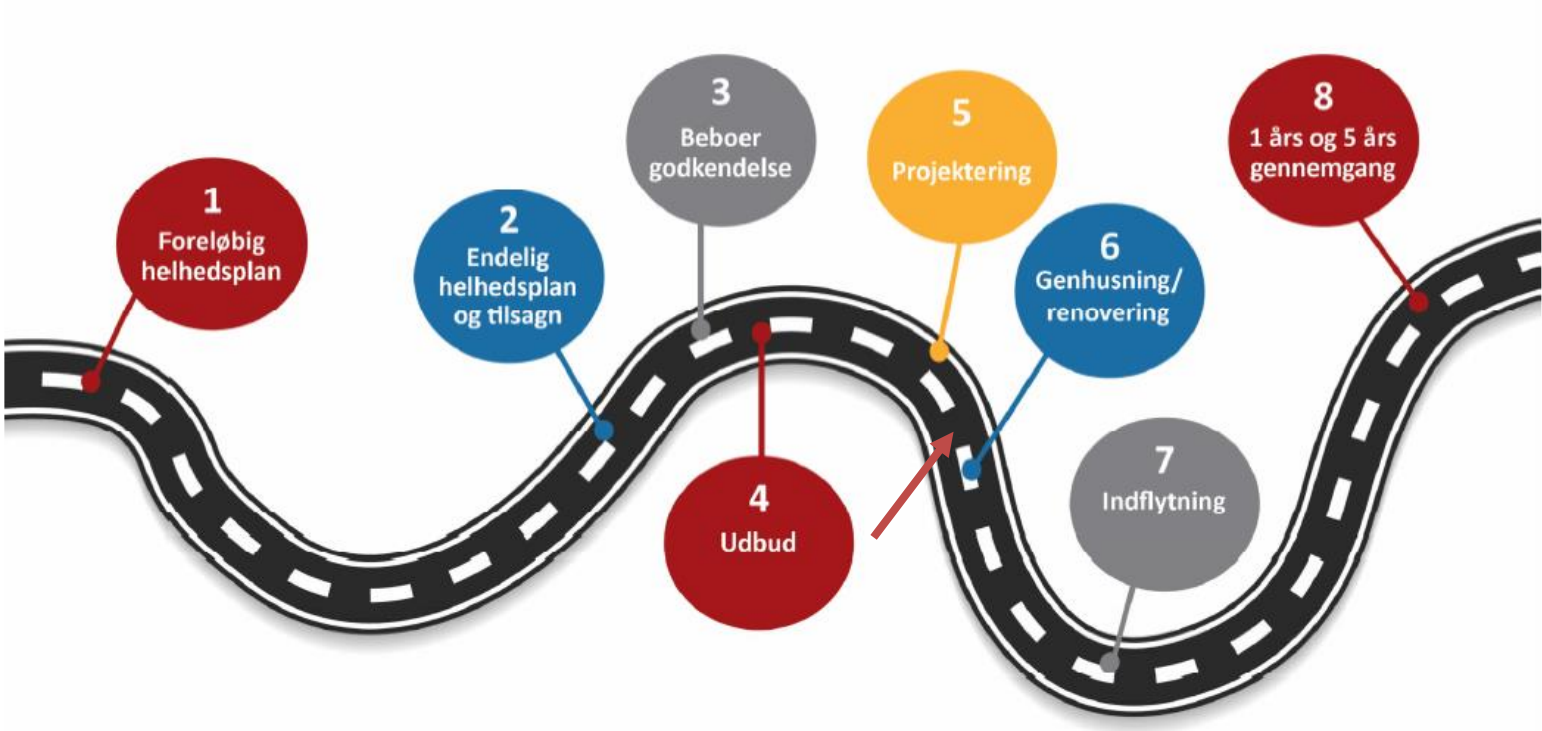 1
Foreløbig
helhedsplan
2
Endelig
helhedsplan
og tilsagn
3
Beboer
godkendelse
4
Udbud
5
Projektering
6
Genhusning/
renovering
7
Indflytning
8
1 års og 5 års
gennemgang